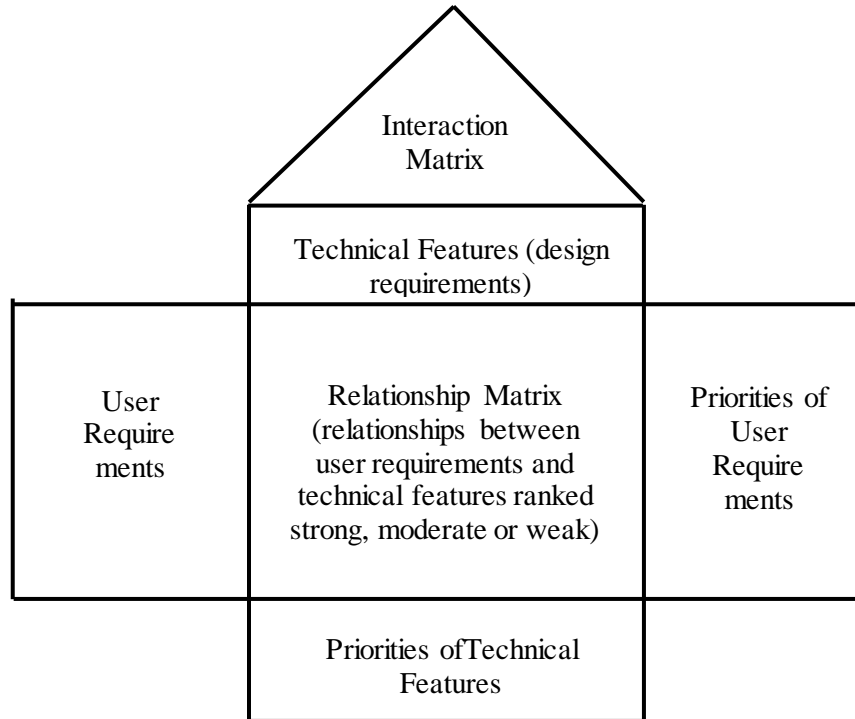 Interaction
Matrix
Technical Features (design
requirements)
User
Require
ments
Relationship Matrix
(relationships between
user requirements and
technical features ranked
strong, moderate or weak)
Priorities of
User
Require
ments
Priorities ofTechnical
Features